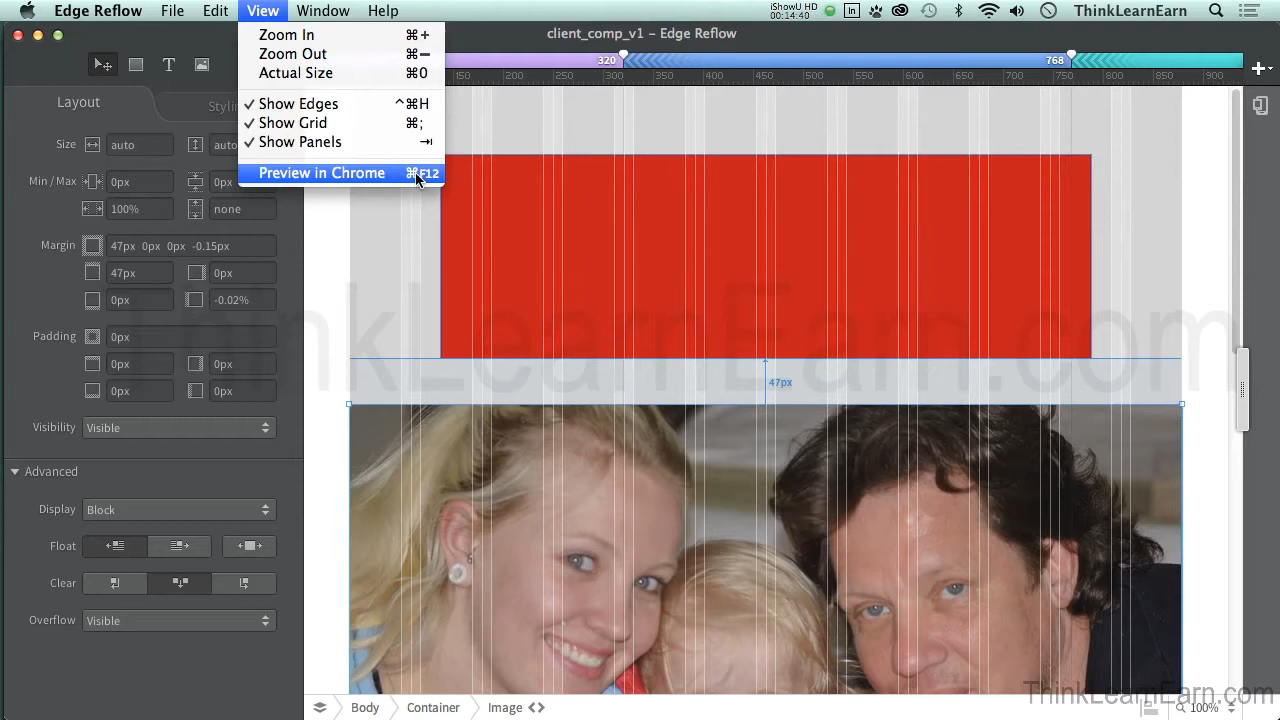 Edge Reflow File Edit View Window Help
iShowU HD
00:14:40
ThinkLearnEarn
client_comp_v1 – Edge Reflow
Zoom In ⌘+
Zoom Out ⌘−
Actual Size ⌘0
Show Edges ^⌘H
Show Grid ⌘;
Show Panels ⇥
Preview in Chrome ⌘F12
320
768
150 200 250 300 350 400 450 500 550 600 650 700 750 800 850 900
Layout
Size auto
Min / Max 0px 0px
100% none
Margin 47px 0px 0px -0.15px
47px 0px
0px -0.02%
Padding 0px
0px 0px
0px 0px
Visibility Visible
Advanced
Display Block
Float
Clear
Overflow Visible
47px
ThinkLearnEarn.com
Body Container Image
100%
ThinkLearnEarn.com